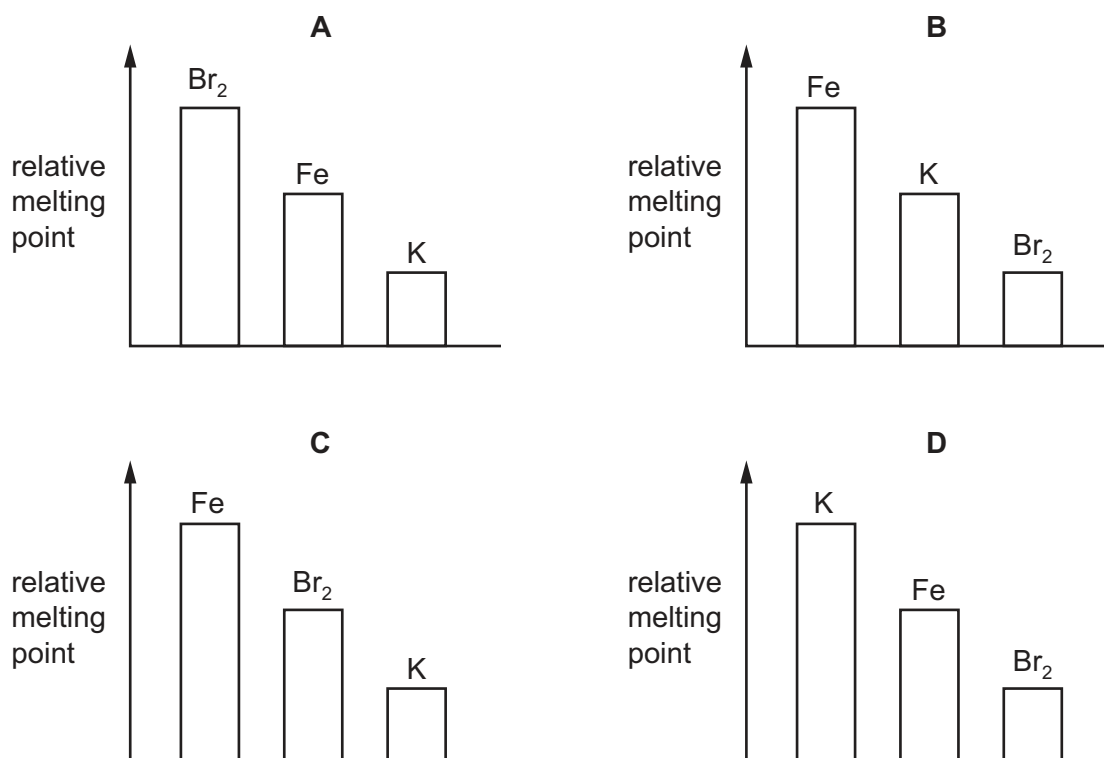 A
Br₂
Fe
K
relative
melting
point
B
Fe
K
Br₂
relative
melting
point
C
Fe
Br₂
K
relative
melting
point
D
K
Fe
Br₂
relative
melting
point